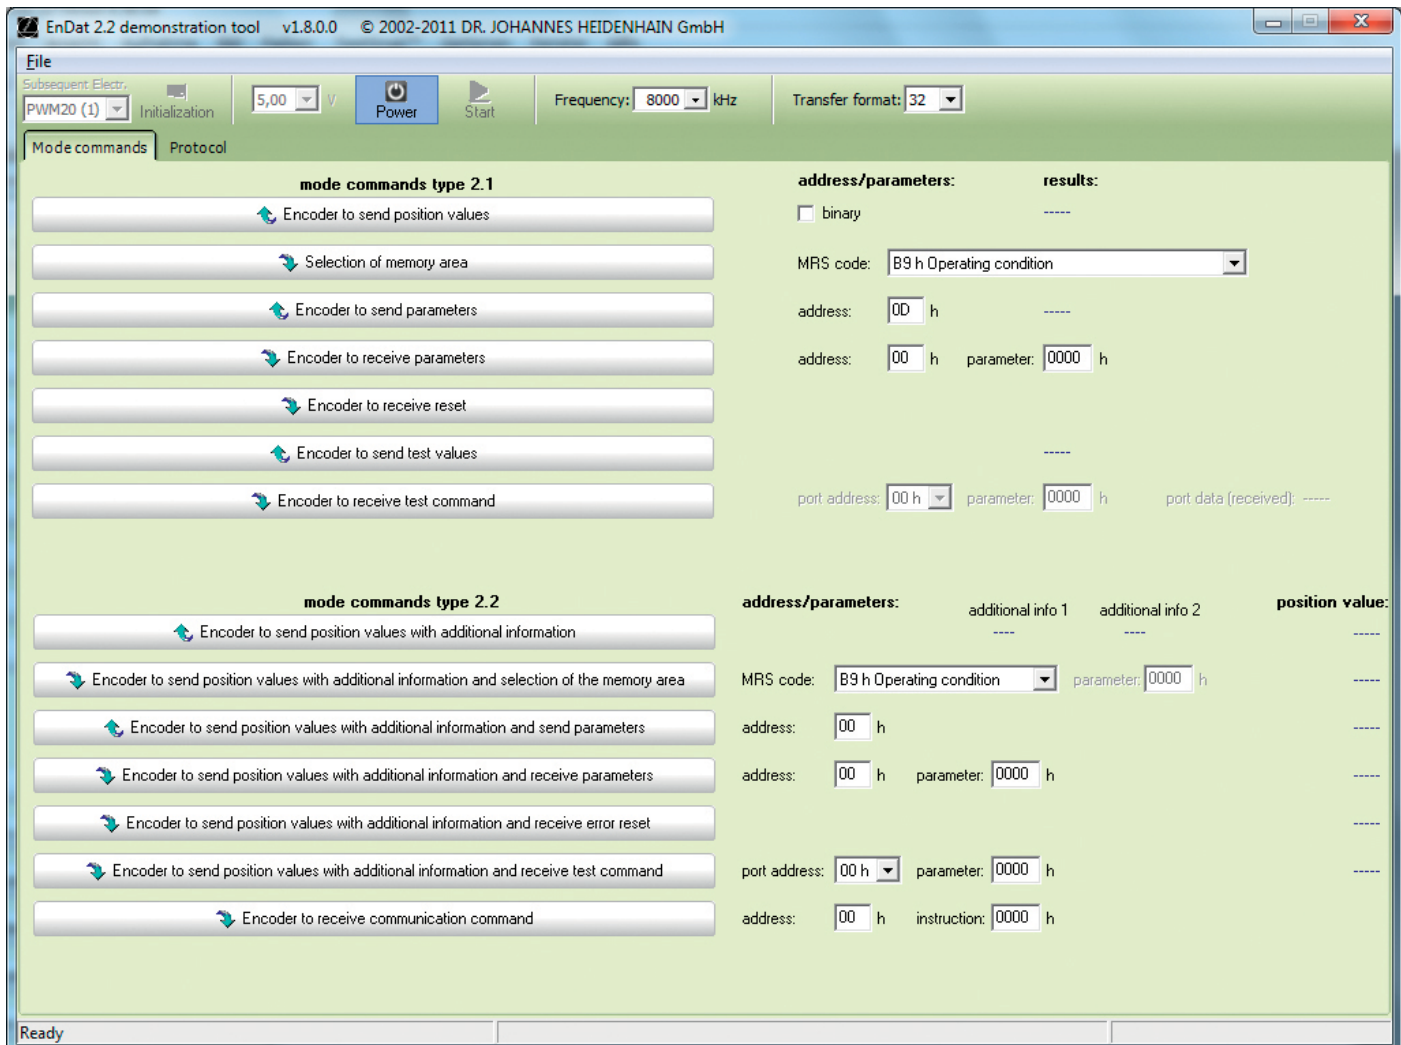 EnDat 2.2 demonstration tool v1.8.0.0 © 2002-2011 DR. JOHANNES HEIDENHAIN GmbH
File
Subsequent Electr.
PWM20 (1) Initialization 5,00 V Power Start Frequency: 8000 kHz Transfer format: 32
Mode commands Protocol
mode commands type 2.1 address/parameters: results:
Encoder to send position values binary -----
Selection of memory area MRS code: B9 h Operating condition
Encoder to send parameters address: 0D h -----
Encoder to receive parameters address: 00 h parameter: 0000 h
Encoder to receive reset
Encoder to send test values -----
Encoder to receive test command port address: 00 h parameter: 0000 h port data (received): -----
mode commands type 2.2 address/parameters: additional info 1 additional info 2 position value:
Encoder to send position values with additional information ---- ---- -----
Encoder to send position values with additional information and selection of the memory area MRS code: B9 h Operating condition parameter: 0000 h -----
Encoder to send position values with additional information and send parameters address: 00 h -----
Encoder to send position values with additional information and receive parameters address: 00 h parameter: 0000 h -----
Encoder to send position values with additional information and receive error reset -----
Encoder to send position values with additional information and receive test command port address: 00 h parameter: 0000 h -----
Encoder to receive communication command address: 00 h instruction: 0000 h
Ready